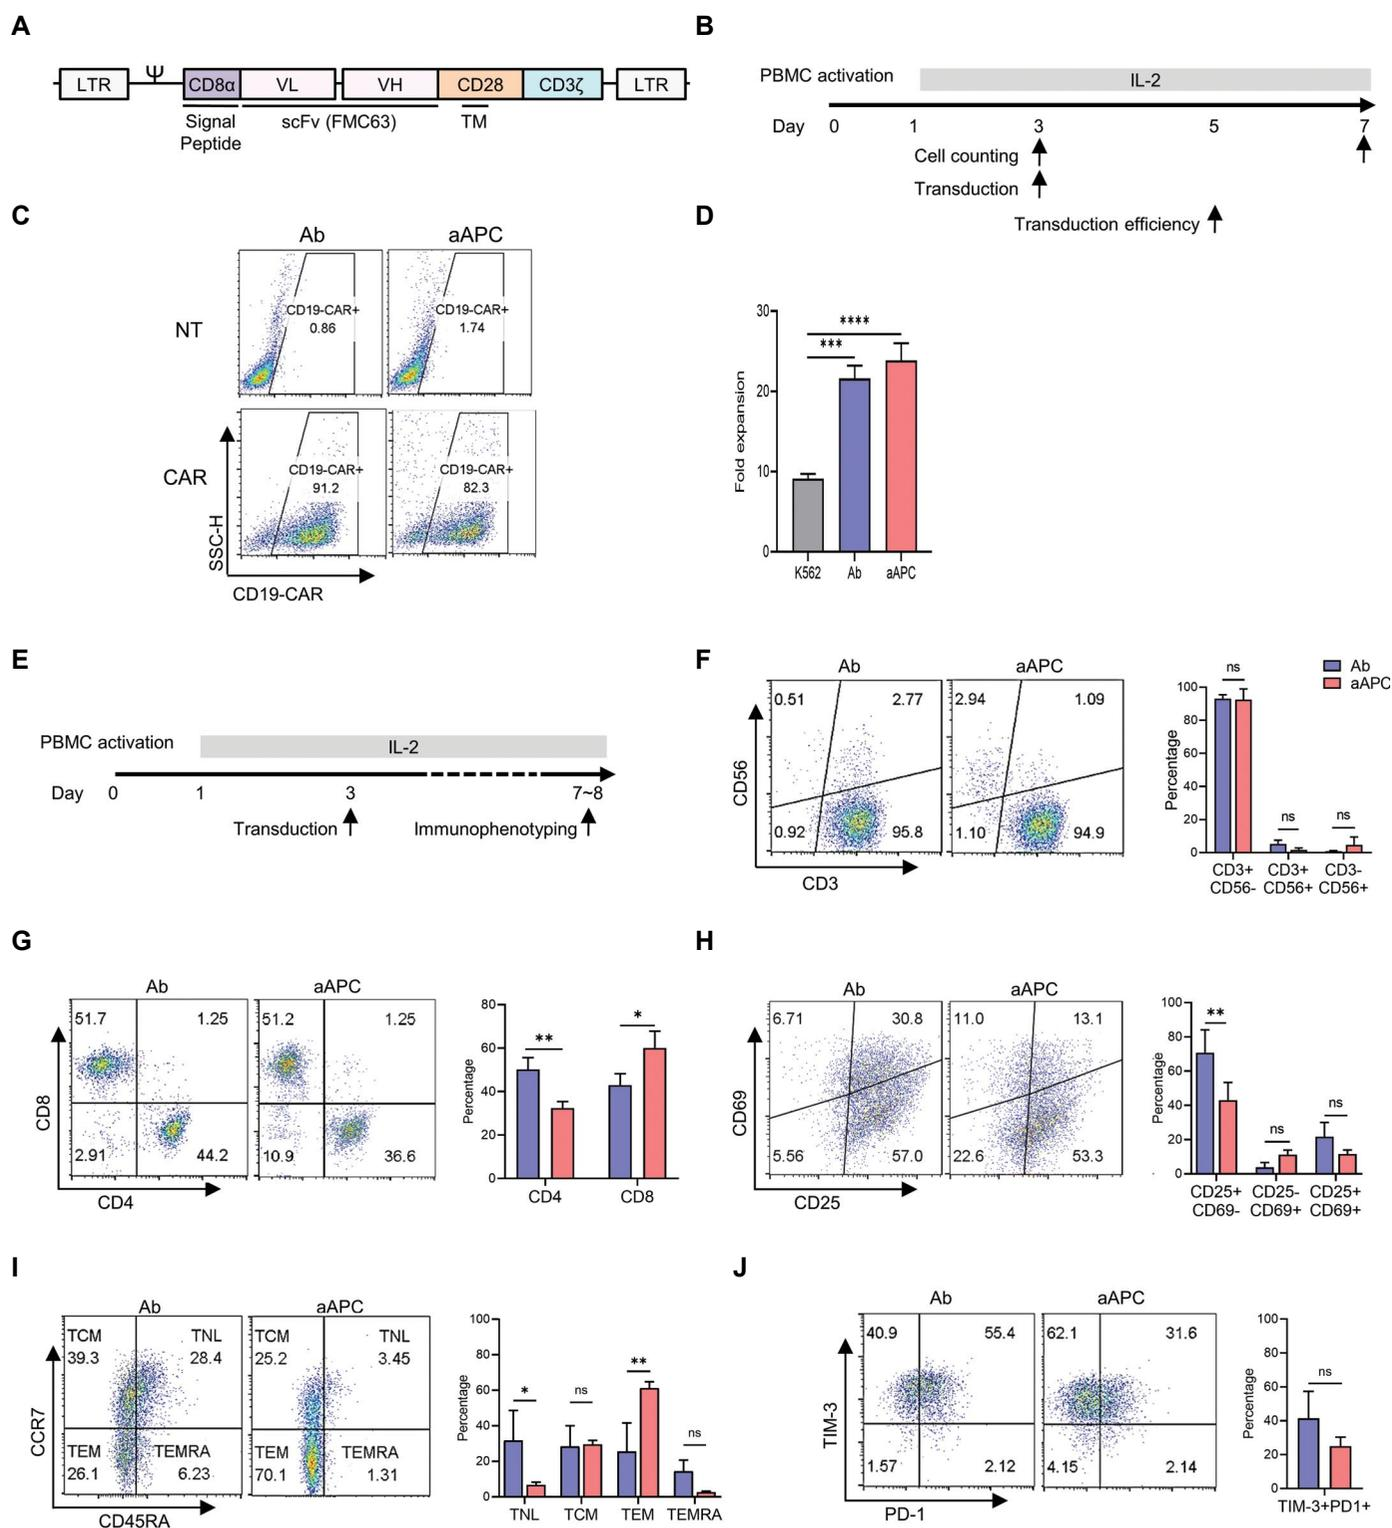 A
LTR
Ψ
CD8α
VL
VH
CD28
CD3ζ
LTR
Signal
Peptide
scFv (FMC63)
TM
B
PBMC activation
IL-2
Day
0
1
3
5
7
Cell counting
Transduction
Transduction efficiency
C
Ab
aAPC
NT
CD19-CAR+
0.86
CD19-CAR+
1.74
CAR
CD19-CAR+
91.2
CD19-CAR+
82.3
SSC-H
CD19-CAR
D
Fold expansion
30
20
10
0
****
***
K562
Ab
aAPC
E
PBMC activation
IL-2
Day
0
1
3
7~8
Transduction
Immunophenotyping
F
Ab
aAPC
0.51
2.77
0.92
95.8
2.94
1.09
1.10
94.9
CD56
CD3
Percentage
100
80
60
40
20
0
ns
ns
ns
CD3+
CD56-
CD3+
CD56+
CD3-
CD56+
Ab
aAPC
G
Ab
aAPC
51.7
1.25
2.91
44.2
51.2
1.25
10.9
36.6
CD8
CD4
Percentage
80
60
40
20
0
**
*
CD4
CD8
H
Ab
aAPC
6.71
30.8
5.56
57.0
11.0
13.1
22.6
53.3
CD69
CD25
Percentage
100
80
60
40
20
0
**
ns
ns
CD25+
CD69-
CD25-
CD69+
CD25+
CD69+
I
Ab
aAPC
TCM
39.3
TNL
28.4
TEM
26.1
TEMRA
6.23
TCM
25.2
TNL
3.45
TEM
70.1
TEMRA
1.31
CCR7
CD45RA
Percentage
100
80
60
40
20
0
*
ns
**
ns
TNL
TCM
TEM
TEMRA
J
Ab
aAPC
40.9
55.4
1.57
2.12
62.1
31.6
4.15
2.14
TIM-3
PD-1
Percentage
100
80
60
40
20
0
ns
TIM-3+PD1+